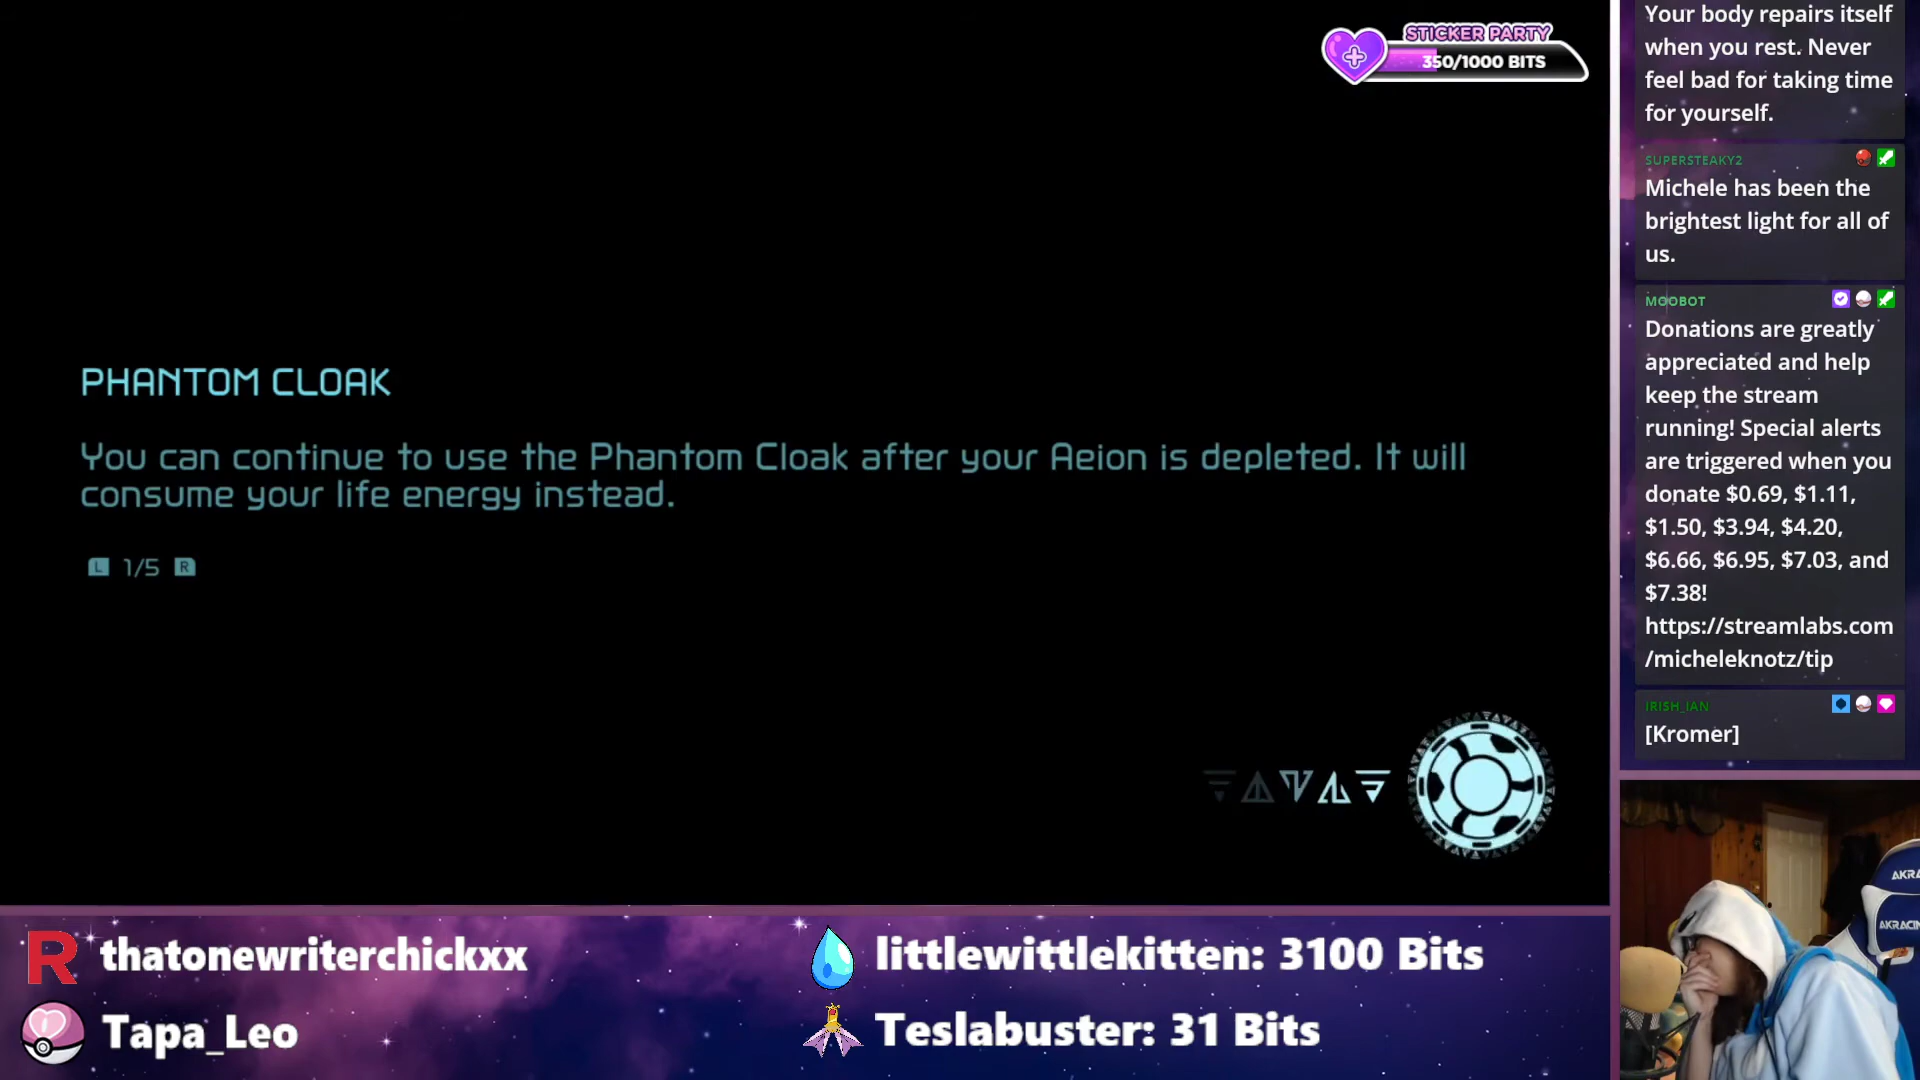 STICKER PARTY
350/1000 BITS
PHANTOM CLOAK
You can continue to use the Phantom Cloak after your Aeion is depleted. It will
consume your life energy instead.
L 1/5 R
Your body repairs itself
when you rest. Never
feel bad for taking time
for yourself.
SUPERSTEAKY2
Michele has been the
brightest light for all of
us.
MOOBOT
Donations are greatly
appreciated and help
keep the stream
running! Special alerts
are triggered when you
donate $0.69, $1.11,
$1.50, $3.94, $4.20,
$6.66, $6.95, $7.03, and
$7.38!
https://streamlabs.com
/micheleknotz/tip
IRISH_IAN
[Kromer]
R thatonewriterchickxx
Tapa_Leo
littlewittlekitten: 3100 Bits
Teslabuster: 31 Bits